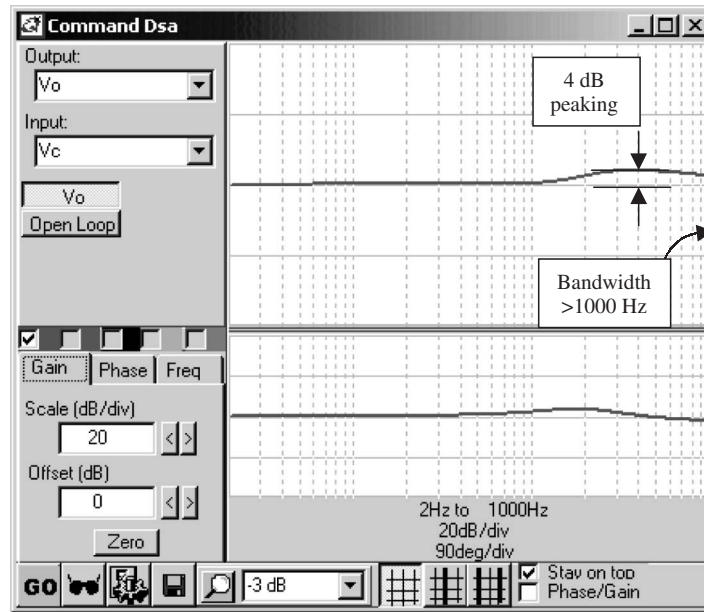 Command Dsa
Output:
Vo
Input:
Vc
Vo
Open Loop
Gain
Phase
Freq
Scale (dB/div)
20
< >
Offset (dB)
0
< >
Zero
4 dB
peaking
Bandwidth
>1000 Hz
2Hz to 1000Hz
20dB/div
90deg/div
GO
-3 dB
Stay on top
Phase/Gain